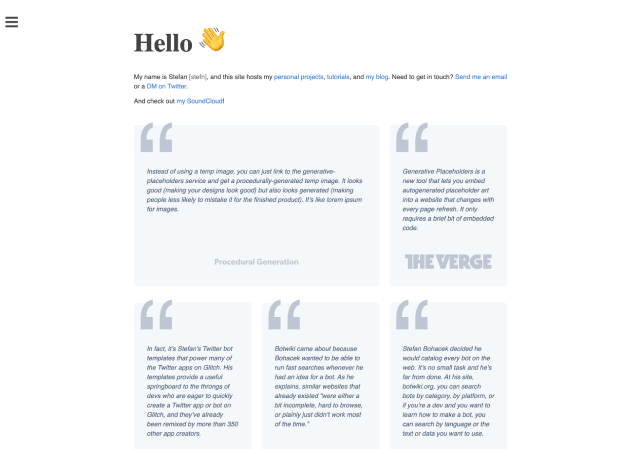 Hello 👋
My name is Stefan [stefn], and this site hosts my personal projects, tutorials, and my blog. Need to get in touch? Send me an email
or a DM on Twitter.
And check out my SoundCloud!
Instead of using a temp image, you can just link to the generative-
placeholders service and get a procedurally-generated temp image. It looks
good (making your designs look good) but also looks generated (making
people less likely to mistake it for the finished product). It's like lorem ipsum
for images.
Procedural Generation
Generative Placeholders is a
new tool that lets you embed
autogenerated placeholder art
into a website that changes with
every page refresh. It only
requires a brief bit of embedded
code.
THE VERGE
In fact, it's Stefan's Twitter bot
templates that power many of
the Twitter apps on Glitch. His
templates provide a useful
springboard to the throngs of
devs who are eager to quickly
create a Twitter app or bot on
Glitch, and they've already
been remixed by more than 350
other app creators.
Botwiki came about because
Bohacek wanted to be able to
run fast searches whenever he
had an idea for a bot. As he
explains, similar websites that
already existed "were either a
bit incomplete, hard to browse,
or plainly just didn't work most
of the time."
Stefan Bohacek decided he
would catalog every bot on the
web. It's no small task and he's
far from done. At his site,
botwiki.org, you can search
bots by category, by platform, or
if you're a dev and you want to
learn how to make a bot, you
can search by language or the
text or data you want to use.